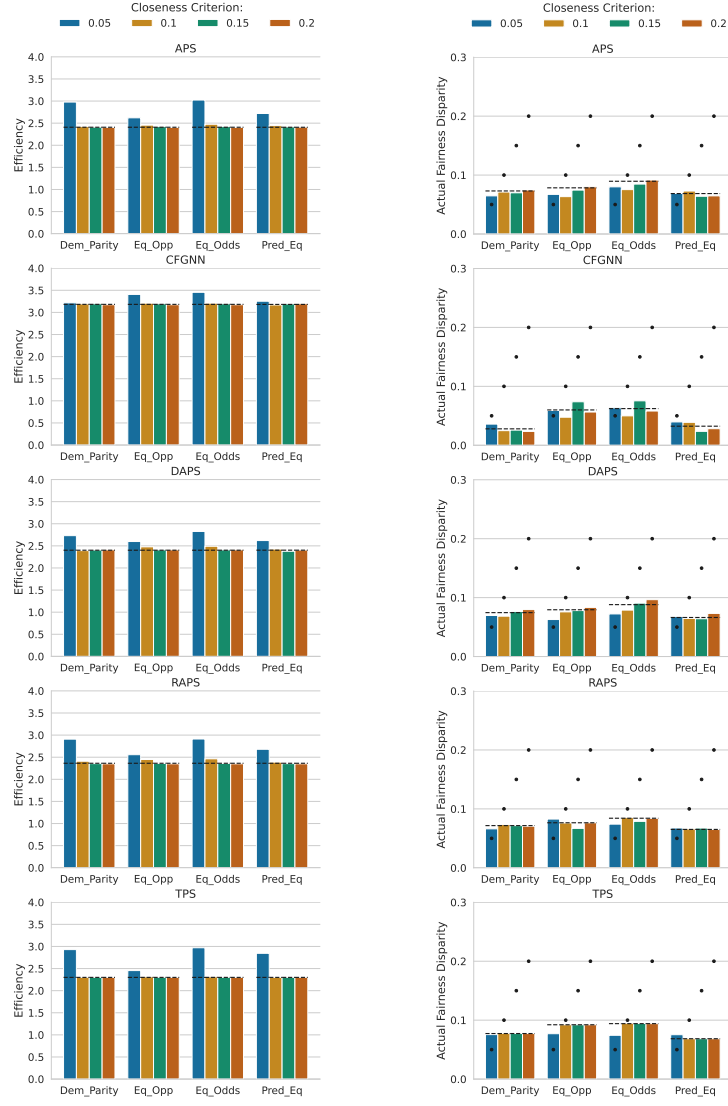 Closeness Criterion:
0.05 0.1 0.15 0.2
APS
4.0
3.5
3.0
2.5
2.0
1.5
1.0
0.5
0.0
Efficiency
Dem_Parity Eq_Opp Eq_Odds Pred_Eq
CFGNN
4.0
3.5
3.0
2.5
2.0
1.5
1.0
0.5
0.0
Efficiency
Dem_Parity Eq_Opp Eq_Odds Pred_Eq
DAPS
4.0
3.5
3.0
2.5
2.0
1.5
1.0
0.5
0.0
Efficiency
Dem_Parity Eq_Opp Eq_Odds Pred_Eq
RAPS
4.0
3.5
3.0
2.5
2.0
1.5
1.0
0.5
0.0
Efficiency
Dem_Parity Eq_Opp Eq_Odds Pred_Eq
TPS
4.0
3.5
3.0
2.5
2.0
1.5
1.0
0.5
0.0
Efficiency
Dem_Parity Eq_Opp Eq_Odds Pred_Eq
Closeness Criterion:
0.05 0.1 0.15 0.2
APS
0.3
0.2
0.1
0.0
Actual Fairness Disparity
Dem_Parity Eq_Opp Eq_Odds Pred_Eq
CFGNN
0.3
0.2
0.1
0.0
Actual Fairness Disparity
Dem_Parity Eq_Opp Eq_Odds Pred_Eq
DAPS
0.3
0.2
0.1
0.0
Actual Fairness Disparity
Dem_Parity Eq_Opp Eq_Odds Pred_Eq
RAPS
0.3
0.2
0.1
0.0
Actual Fairness Disparity
Dem_Parity Eq_Opp Eq_Odds Pred_Eq
TPS
0.3
0.2
0.1
0.0
Actual Fairness Disparity
Dem_Parity Eq_Opp Eq_Odds Pred_Eq